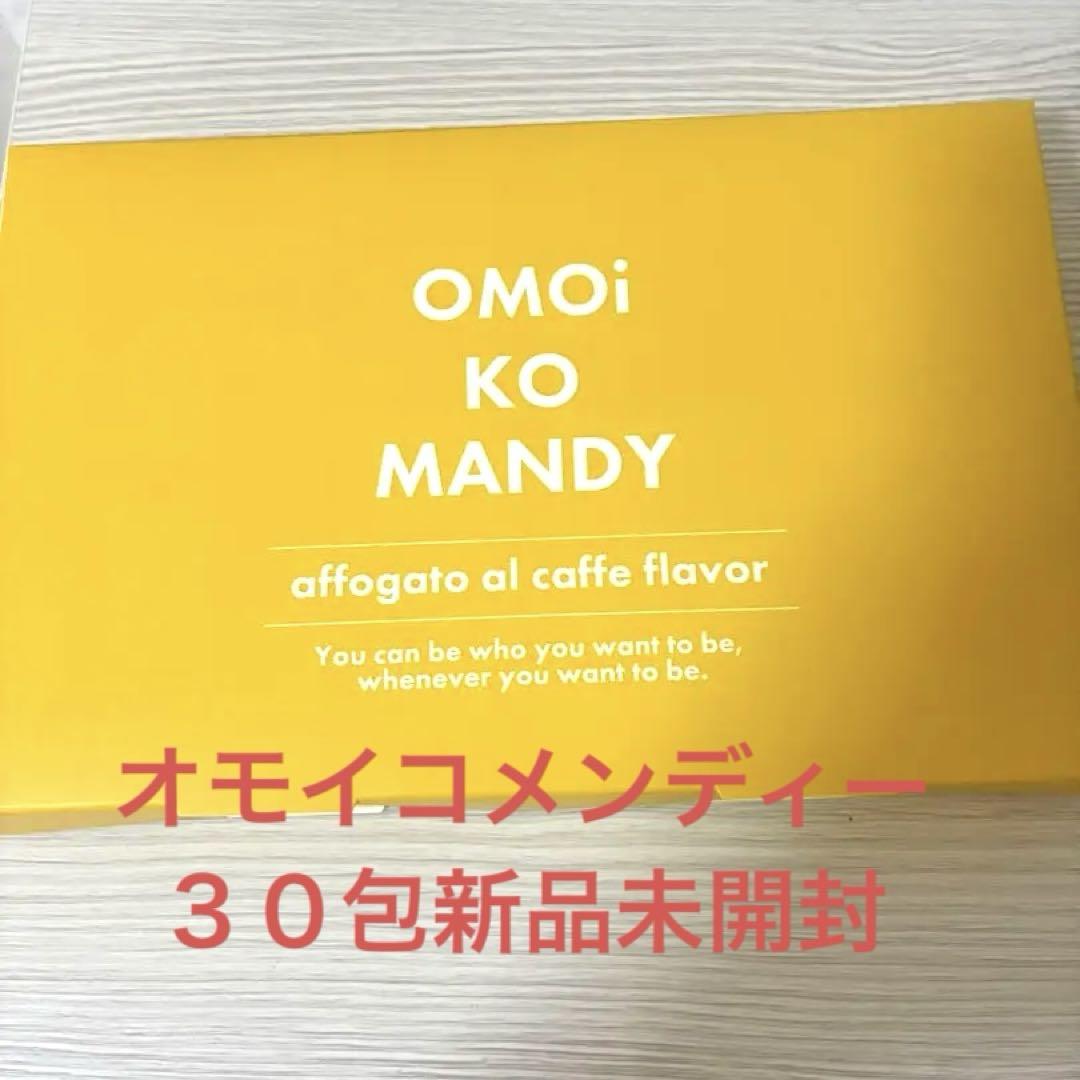 OMOi
KO
MANDY
affogato al caffe flavor
You can be who you want to be,
whenever you want to be.
オモイコメンディー
３０包新品未開封